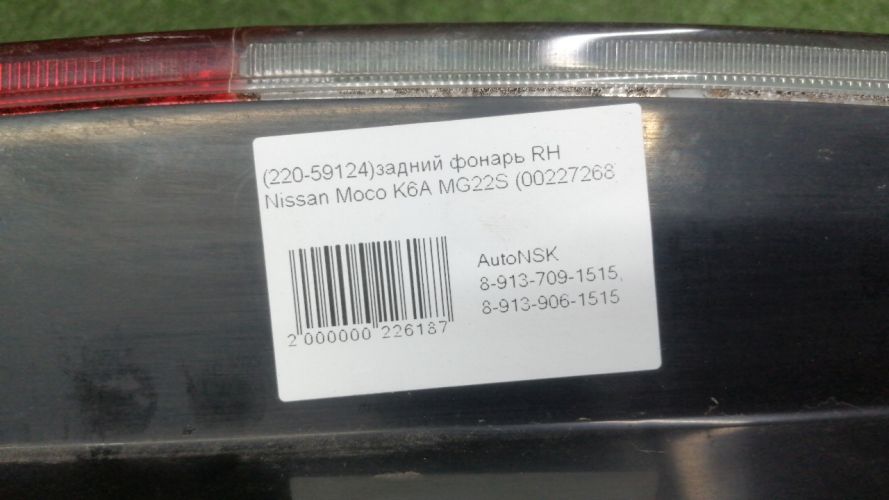 (220-59124)задний фонарь RH
Nissan Moco K6A MG22S (00227268
AutoNSK
8-913-709-1515,
8-913-906-1515
2 000000 226187